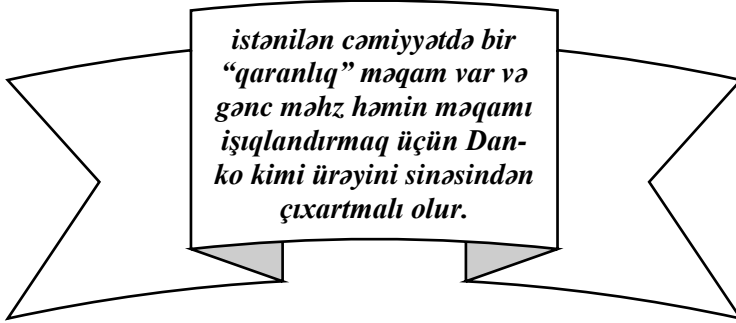 istənilən cəmiyyətdə bir
“qaranlıq” məqam var və
gənc məhz həmin məqamı
işıqlandırmaq üçün Dan-
ko kimi ürəyini sinəsindən
çıxartmalı olur.